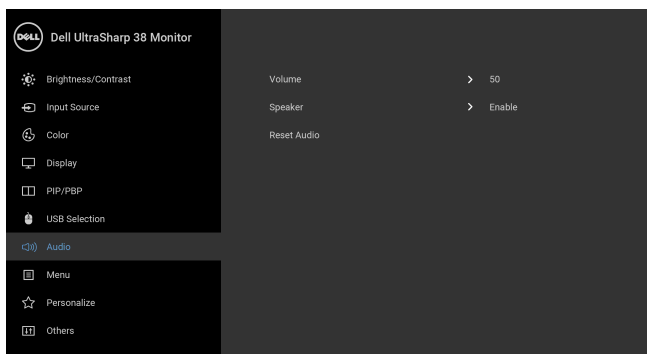 DELL Dell UltraSharp 38 Monitor
Brightness/Contrast
Volume 50
Input Source
Speaker Enable
Color
Reset Audio
Display
PIP/PBP
USB Selection
Audio
Menu
Personalize
Others